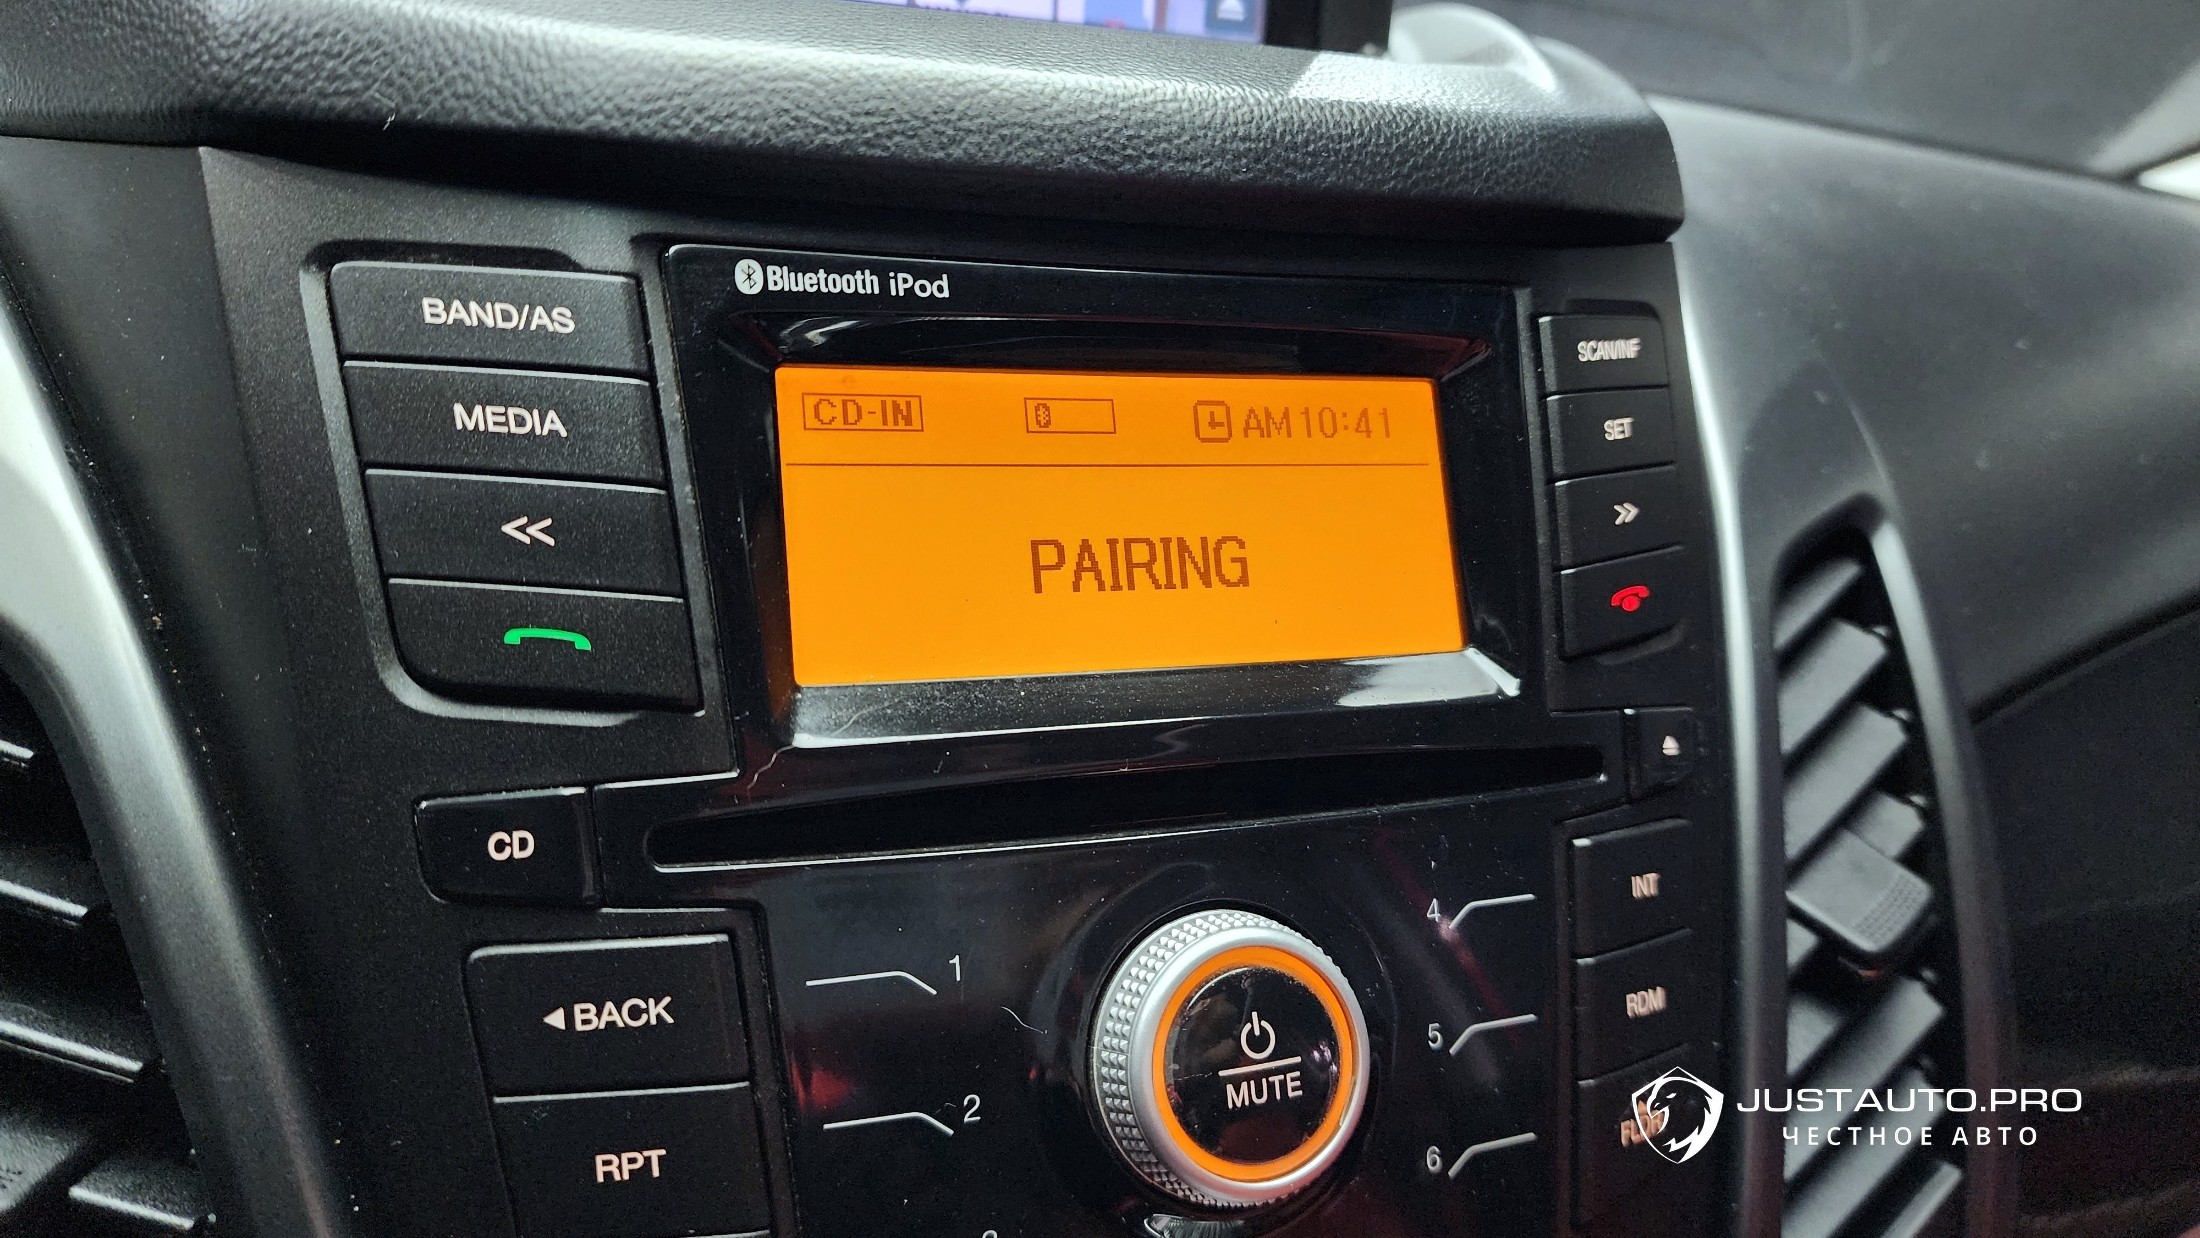 Bluetooth iPod
BAND/AS
MEDIA
<<
CD-IN
AM 10:41
PAIRING
SCAN/INF
SET
>>
CD
BACK
RPT
1
2
MUTE
4
5
6
INT
RDM
JUSTAUTO.PRO
ЧЕСТНОЕ АВТО